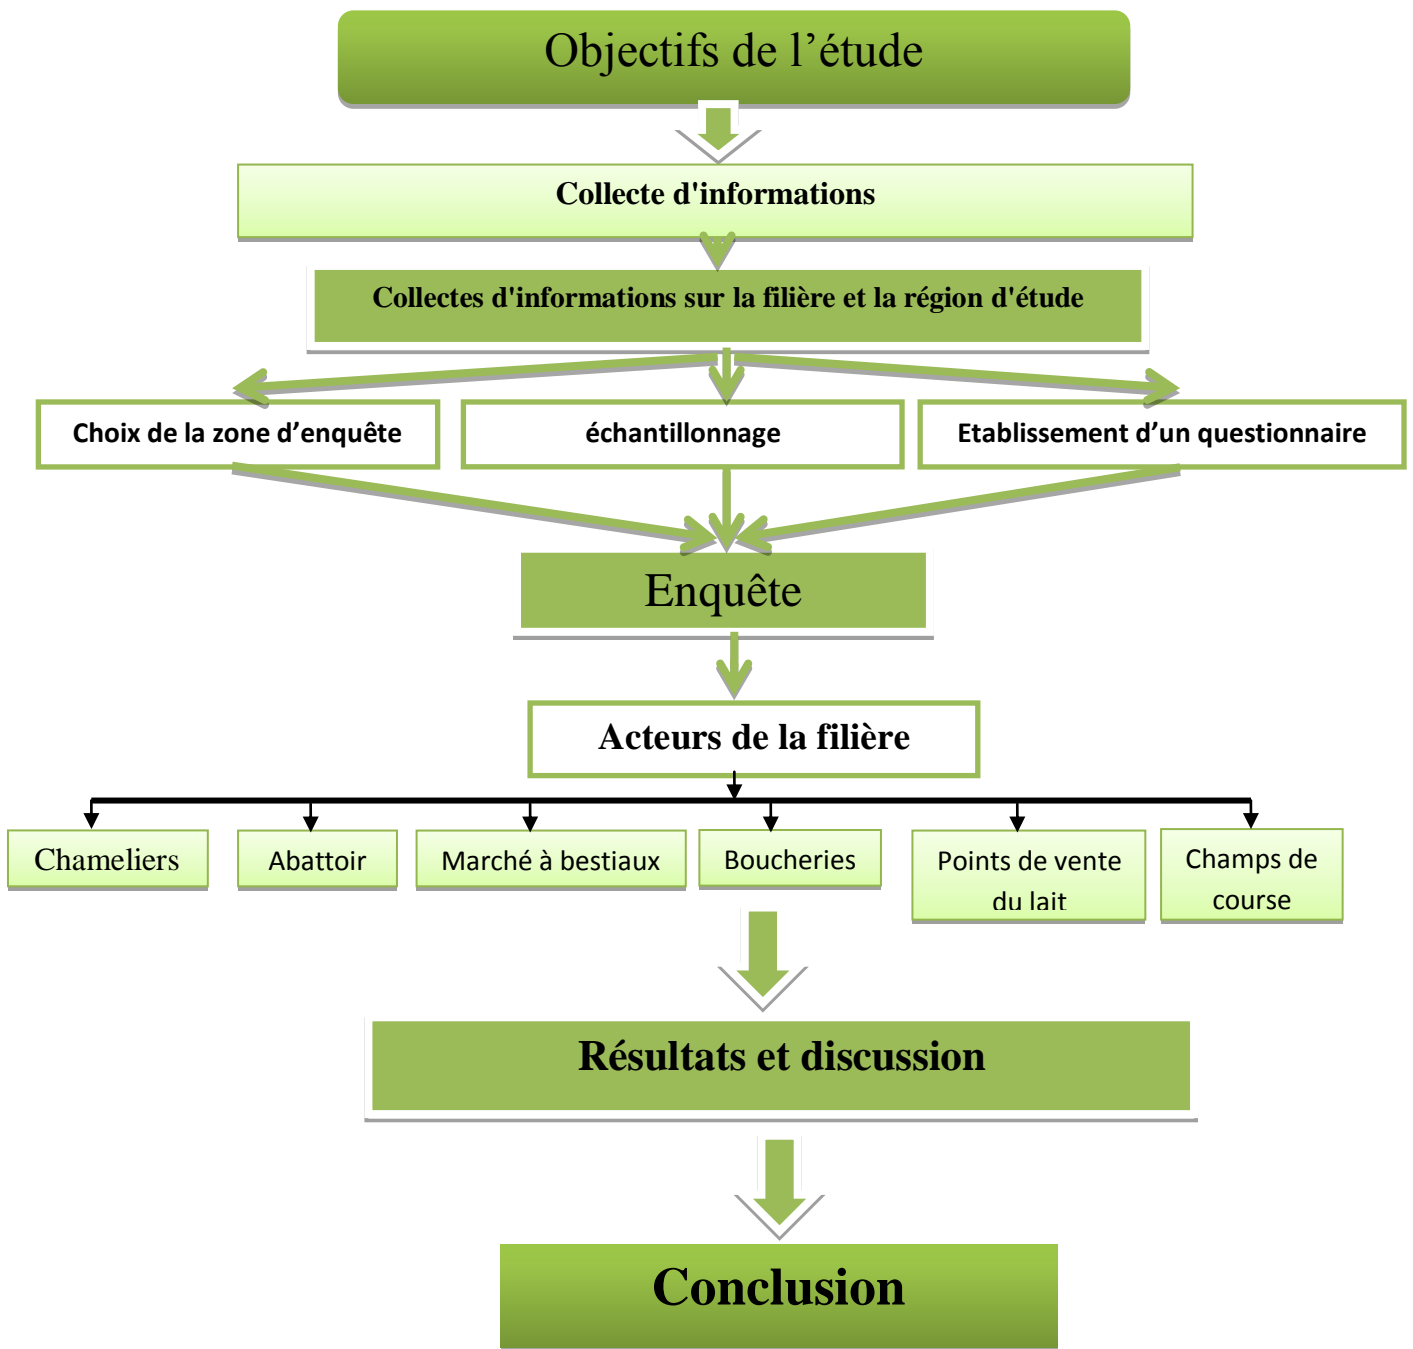 Objectifs de l’étude
Collecte d'informations
Collectes d'informations sur la filière et la région d'étude
Choix de la zone d’enquête
échantillonnage
Etablissement d’un questionnaire
Enquête
Acteurs de la filière
Chameliers
Abattoir
Marché à bestiaux
Boucheries
Points de vente
du lait
Champs de
course
Résultats et discussion
Conclusion